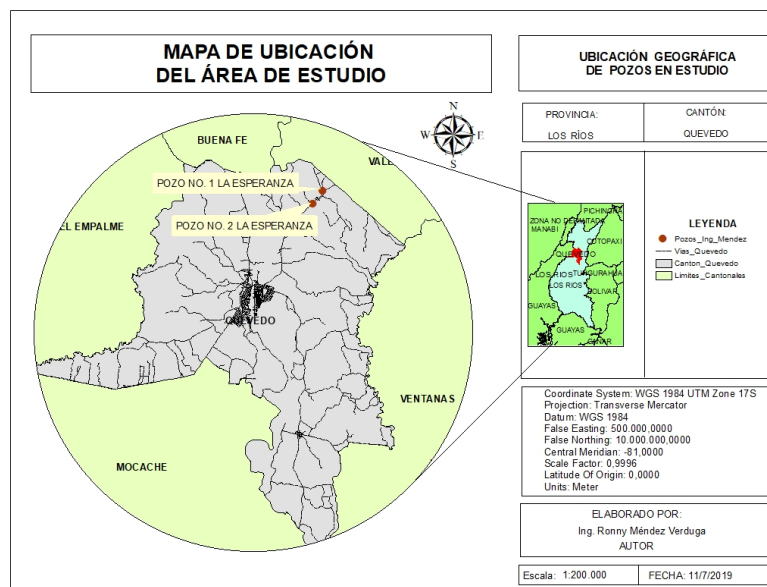 MAPA DE UBICACIÓN
DEL ÁREA DE ESTUDIO
N
W
E
S
BUENA FE
VALE
POZO NO. 1 LA ESPERANZA
POZO NO. 2 LA ESPERANZA
EL EMPALME
QUEVEDO
VENTANAS
MOCACHE
UBICACIÓN GEOGRÁFICA
DE POZOS EN ESTUDIO
PROVINCIA:
LOS RÍOS
CANTÓN:
QUEVEDO
PICHINCHA
ZONA NO DELIMITADA
MANABI
COTOPAXI
QUEVEDO
LOS RIOS
TUNGURAHUA
LOS RIOS
BOLIVAR
GUAYAS
GUAYAS
CAÑAR
LEYENDA
Pozos_Ing_Mendez
Vias_Quevedo
Canton_Quevedo
Limites_Cantonales
Coordinate System: WGS 1984 UTM Zone 17S
Projection: Transverse Mercator
Datum: WGS 1984
False Easting: 500.000,0000
False Northing: 10.000.000,0000
Central Meridian: -81,0000
Scale Factor: 0,9996
Latitude Of Origin: 0,0000
Units: Meter
ELABORADO POR:
Ing. Ronny Méndez Verduga
AUTOR
Escala: 1:200.000
FECHA: 11/7/2019